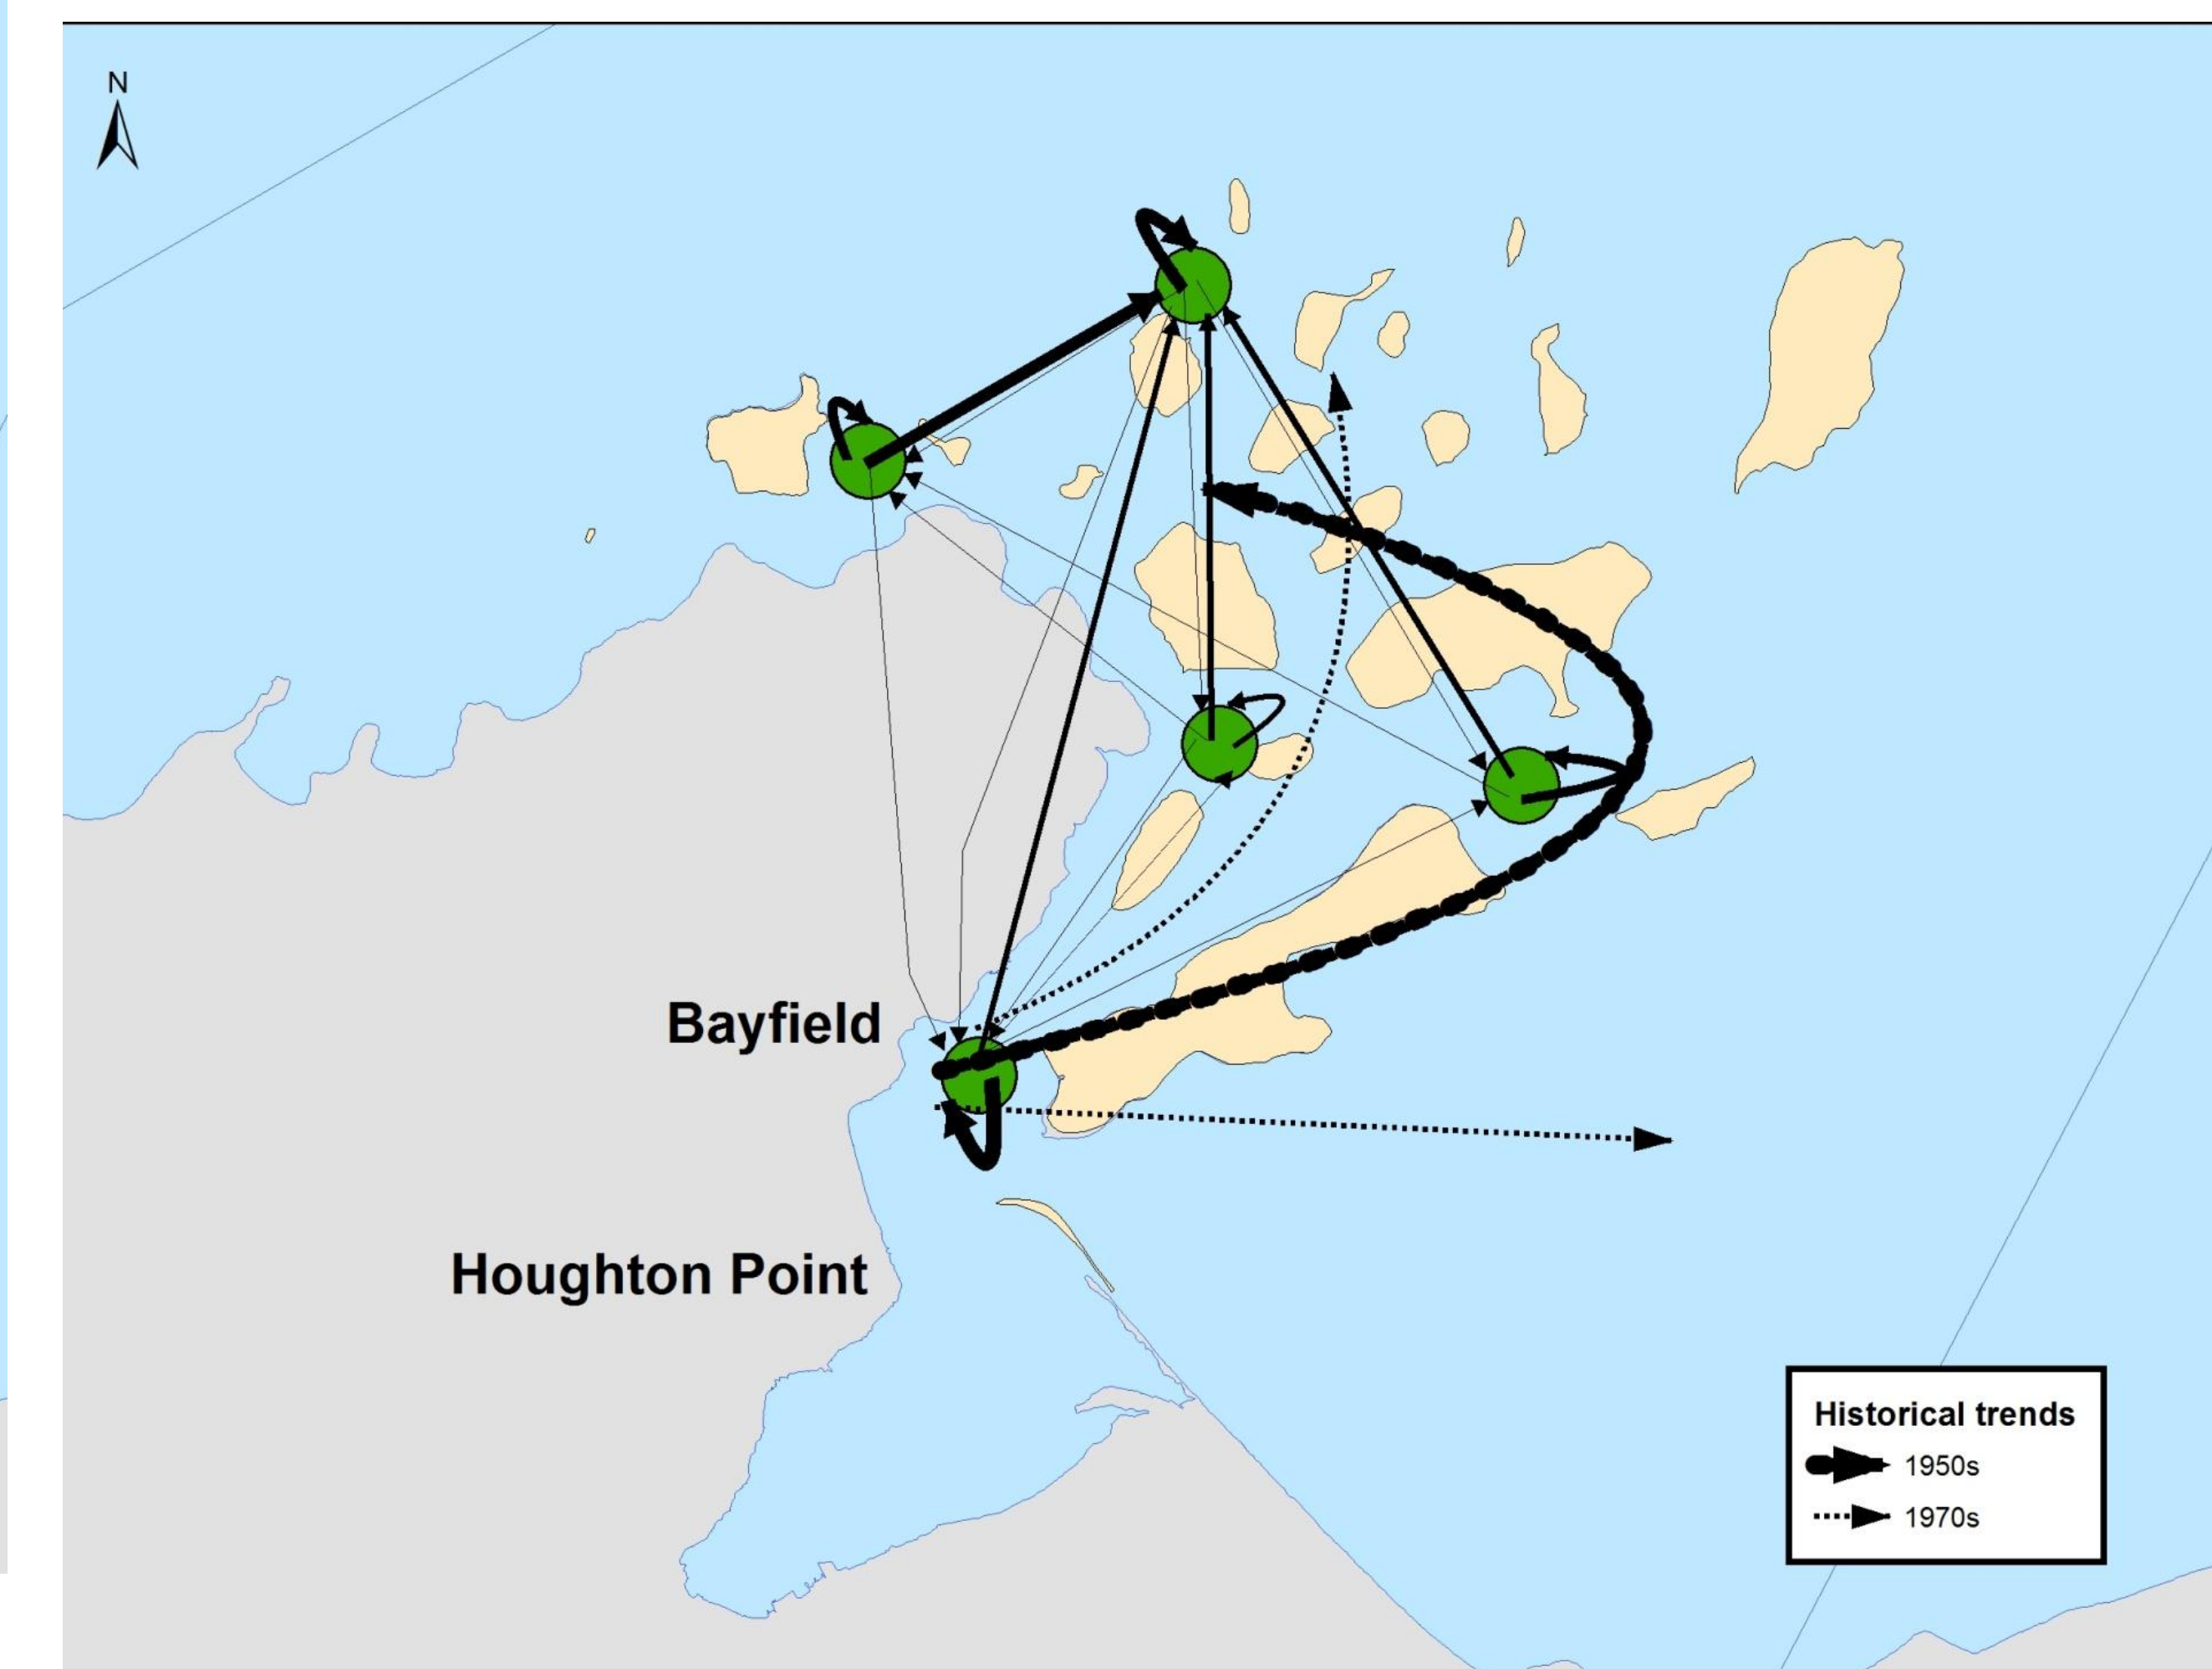 N
Bayfield
Houghton Point
Historical trends
1950s
1970s